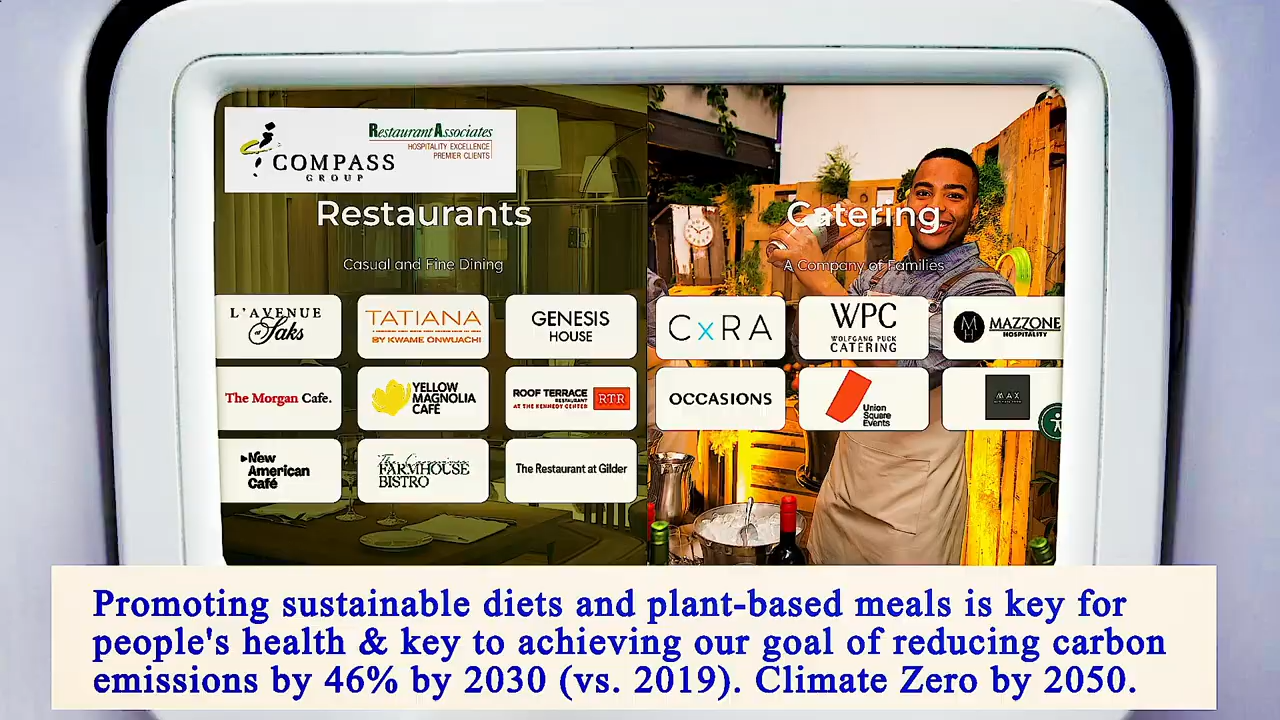 COMPASS
GROUP
Restaurant Associates
HOSPITALITY EXCELLENCE
PREMIER CLIENTS
Restaurants
Casual and Fine Dining
L'AVENUE
at Saks
TATIANA
BY KWAME ONWUACHI
GENESIS
HOUSE
The Morgan Cafe.
YELLOW
MAGNOLIA
CAFÉ
ROOF TERRACE
RESTAURANT
AT THE KENNEDY CENTER
RTR
New
American
Café
FARMHOUSE
BISTRO
The Restaurant at Gilder
Catering
A Company of Families
CxRA
WPC
WOLFGANG PUCK
CATERING
MH
MAZZONE
HOSPITALITY
OCCASIONS
Union
Square
Events
MAX
Promoting sustainable diets and plant-based meals is key for
people's health & key to achieving our goal of reducing carbon
emissions by 46% by 2030 (vs. 2019). Climate Zero by 2050.